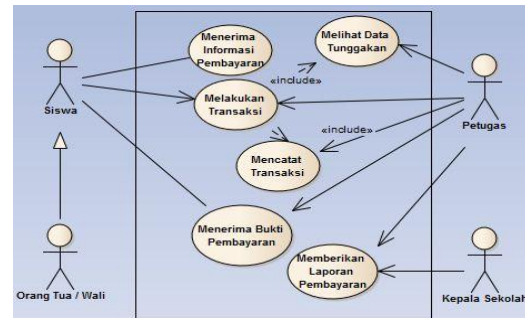 Menerima
Informasi
Pembayaran
Melihat Data
Tunggakan
«include»
Melakukan
Transaksi
Siswa
Petugas
«include»
Mencatat
Transaksi
Menerima Bukti
Pembayaran
Memberikan
Laporan
Pembayaran
Orang Tua / Wali
Kepala Sekolah